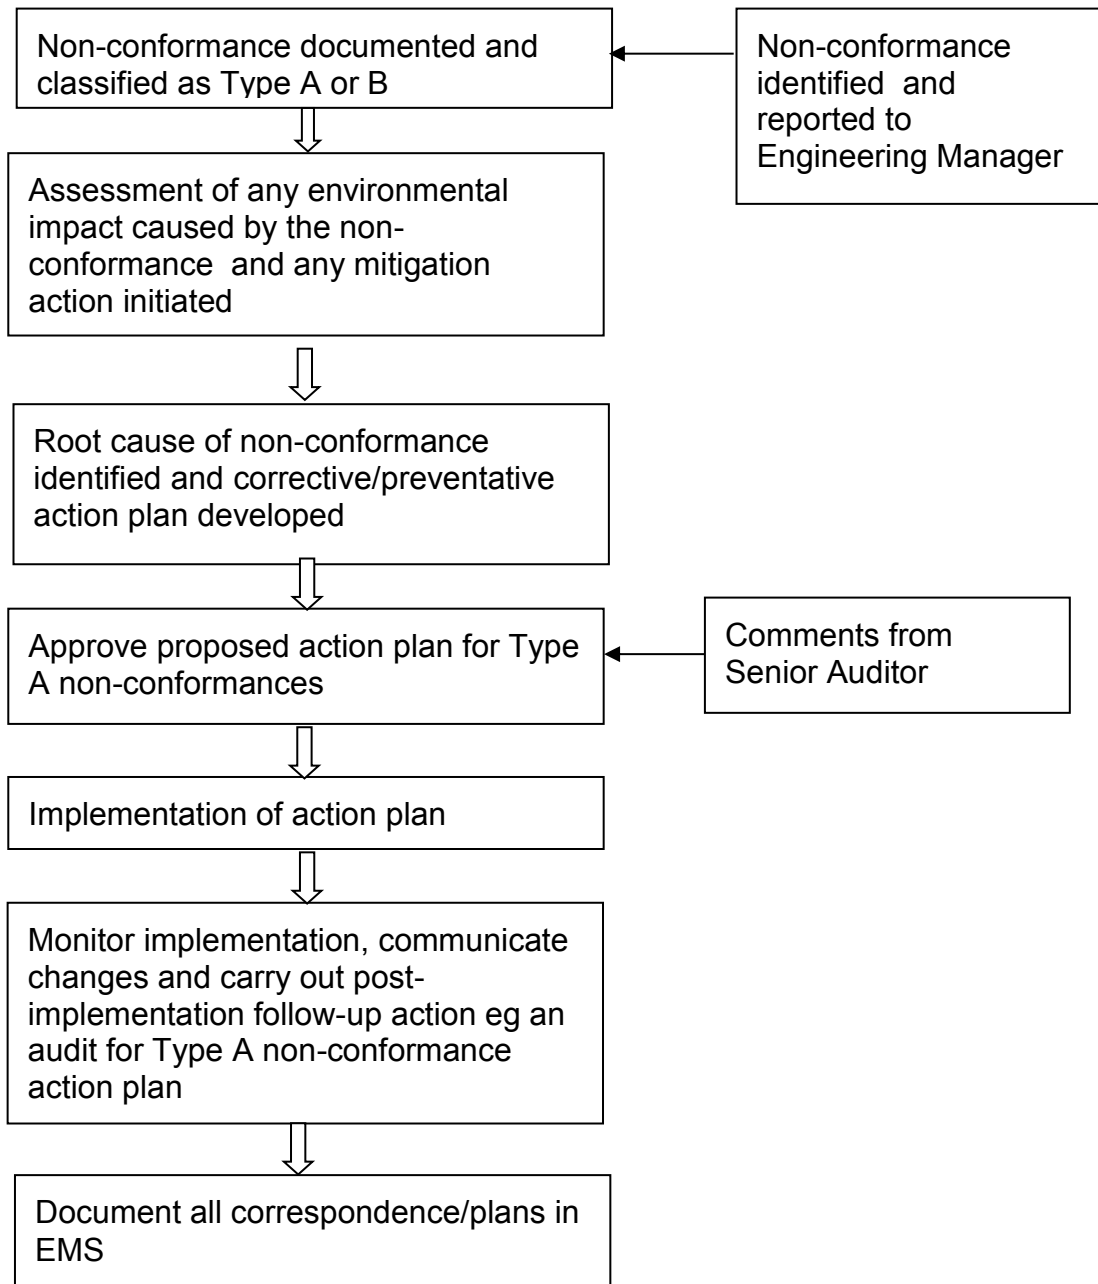 Non-conformance documented and
classified as Type A or B
Non-conformance
identified  and
reported to
Engineering Manager
Assessment of any environmental
impact caused by the non-
conformance  and any mitigation
action initiated
Root cause of non-conformance
identified and corrective/preventative
action plan developed
Approve proposed action plan for Type
A non-conformances
Comments from
Senior Auditor
Implementation of action plan
Monitor implementation, communicate
changes and carry out post-
implementation follow-up action eg an
audit for Type A non-conformance
action plan
Document all correspondence/plans in
EMS